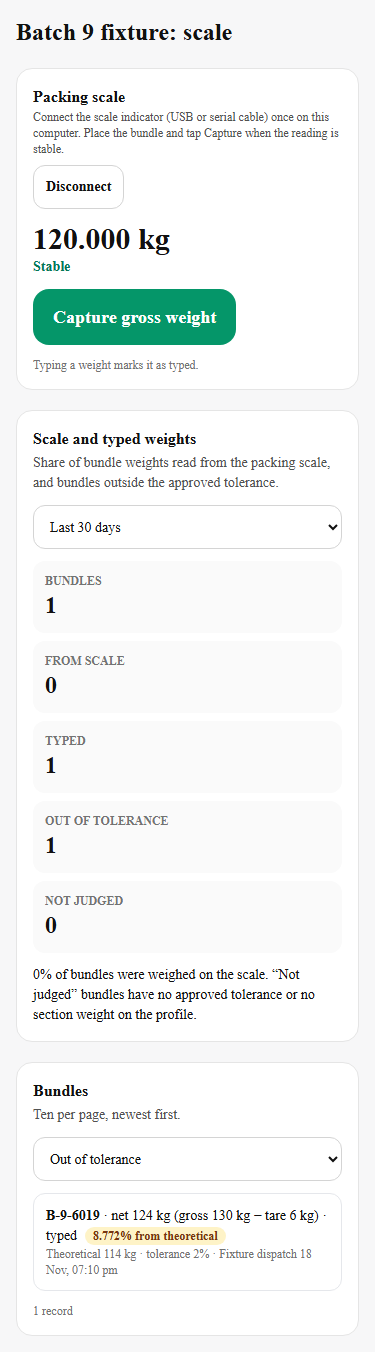 Batch 9 fixture: scale
Packing scale
Connect the scale indicator (USB or serial cable) once on this
computer. Place the bundle and tap Capture when the reading is
stable.
Disconnect
120.000 kg
Stable
Capture gross weight
Typing a weight marks it as typed.
Scale and typed weights
Share of bundle weights read from the packing scale,
and bundles outside the approved tolerance.
Last 30 days
BUNDLES
1
FROM SCALE
0
TYPED
1
OUT OF TOLERANCE
1
NOT JUDGED
0
0% of bundles were weighed on the scale. “Not
judged” bundles have no approved tolerance or no
section weight on the profile.
Bundles
Ten per page, newest first.
Out of tolerance
B-9-6019 · net 124 kg (gross 130 kg − tare 6 kg) ·
typed 8.772% from theoretical
Theoretical 114 kg · tolerance 2% · Fixture dispatch 18
Nov, 07:10 pm
1 record